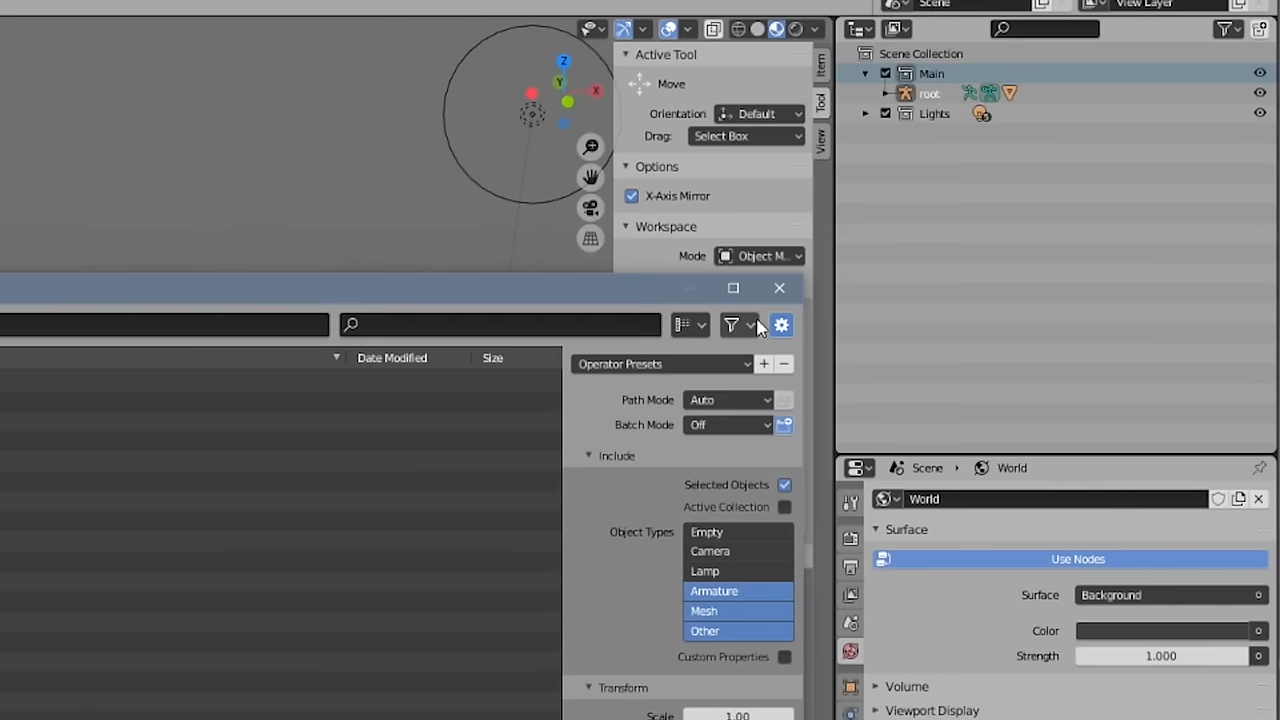 Scene
View Layer
Active Tool
Move
Orientation
Default
Drag:
Select Box
Options
X-Axis Mirror
Workspace
Mode
Object M..
Item
Tool
View
Z
Y
X
Scene Collection
Main
root
Lights
Date Modified
Size
Operator Presets
Path Mode
Auto
Batch Mode
Off
Include
Selected Objects
Active Collection
Object Types
Empty
Camera
Lamp
Armature
Mesh
Other
Custom Properties
Transform
Scale
1.00
Scene
World
World
Surface
Use Nodes
Surface
Background
Color
Strength
1.000
Volume
Viewport Display